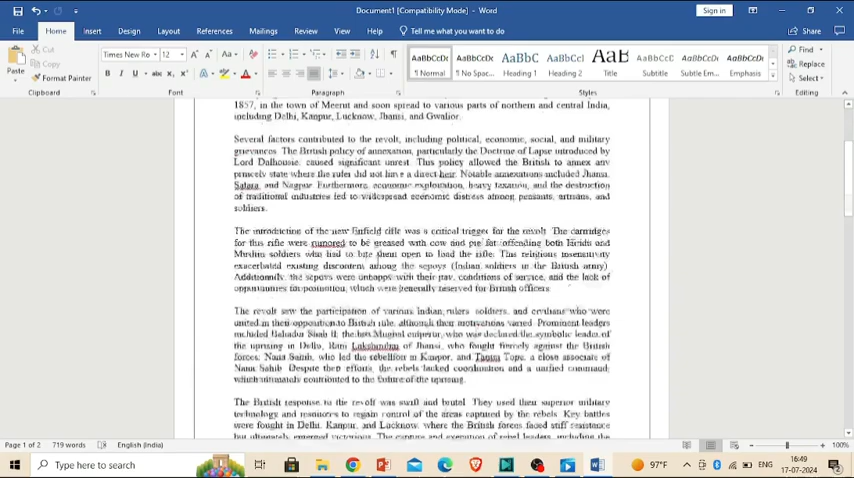 Document1 [Compatibility Mode] - Word
Sign in
File Home Insert Design Layout References Mailings Review View Help Tell me what you want to do Share
Paste
Cut
Copy
Format Painter
Clipboard
Times New Ro 12
Font
Paragraph
AaBbCcDc AaBbCcDc AaBbC AaBbCcl AaB AaBbCcD AaBbCcDt AaBbCcDt
¶ Normal ¶ No Spac... Heading 1 Heading 2 Title Subtitle Subtle Em... Emphasis
Styles
Find
Replace
Select
Editing
1857, in the town of Meerut and soon spread to various parts of northern and central India,
including Delhi, Kanpur, Lucknow, Jhansi, and Gwalior.
Several factors contributed to the revolt, including political, economic, social, and military
grievances. The British policy of annexation, particularly the Doctrine of Lapse introduced by
Lord Dalhousie, caused significant unrest. This policy allowed the British to annex any
princely state where the ruler did not have a direct heir. Notable annexations included Jhansi,
Satara, and Nagpur. Furthermore, economic exploitation, heavy taxation, and the destruction
of traditional industries led to widespread economic distress among peasants, artisans, and
soldiers.
The introduction of the new Enfield rifle was a critical trigger for the revolt. The cartridges
for this rifle were rumored to be greased with cow and pig fat, offending both Hindu and
Muslim soldiers who had to bite them open to load the rifle. This religious insensitivity
exacerbated existing discontent among the sepoys (Indian soldiers in the British army).
Additionally, the sepoys were unhappy with their pay, conditions of service, and the lack of
opportunities for promotion, which were generally reserved for British officers.
The revolt saw the participation of various Indian rulers, soldiers, and civilians who were
united in their opposition to British rule, although their motivations varied. Prominent leaders
included Bahadur Shah II, the last Mughal emperor, who was declared the symbolic leader of
the uprising in Delhi, Rani Lakshmibai of Jhansi, who fought fiercely against the British
forces, Nana Sahib, who led the rebellion in Kanpur, and Tantia Tope, a close associate of
Nana Sahib. Despite their efforts, the rebels lacked coordination and a unified command,
which ultimately contributed to the failure of the uprising.
The British response to the revolt was swift and brutal. They used their superior military
technology and resources to regain control of the areas captured by the rebels. Key battles
were fought in Delhi, Kanpur, and Lucknow, where the British forces faced stiff resistance
but ultimately emerged victorious. The capture and execution of rebel leaders, including the
Page 1 of 2 719 words English (India) 100%
Type here to search
97°F ENG 16:49
17-07-2024